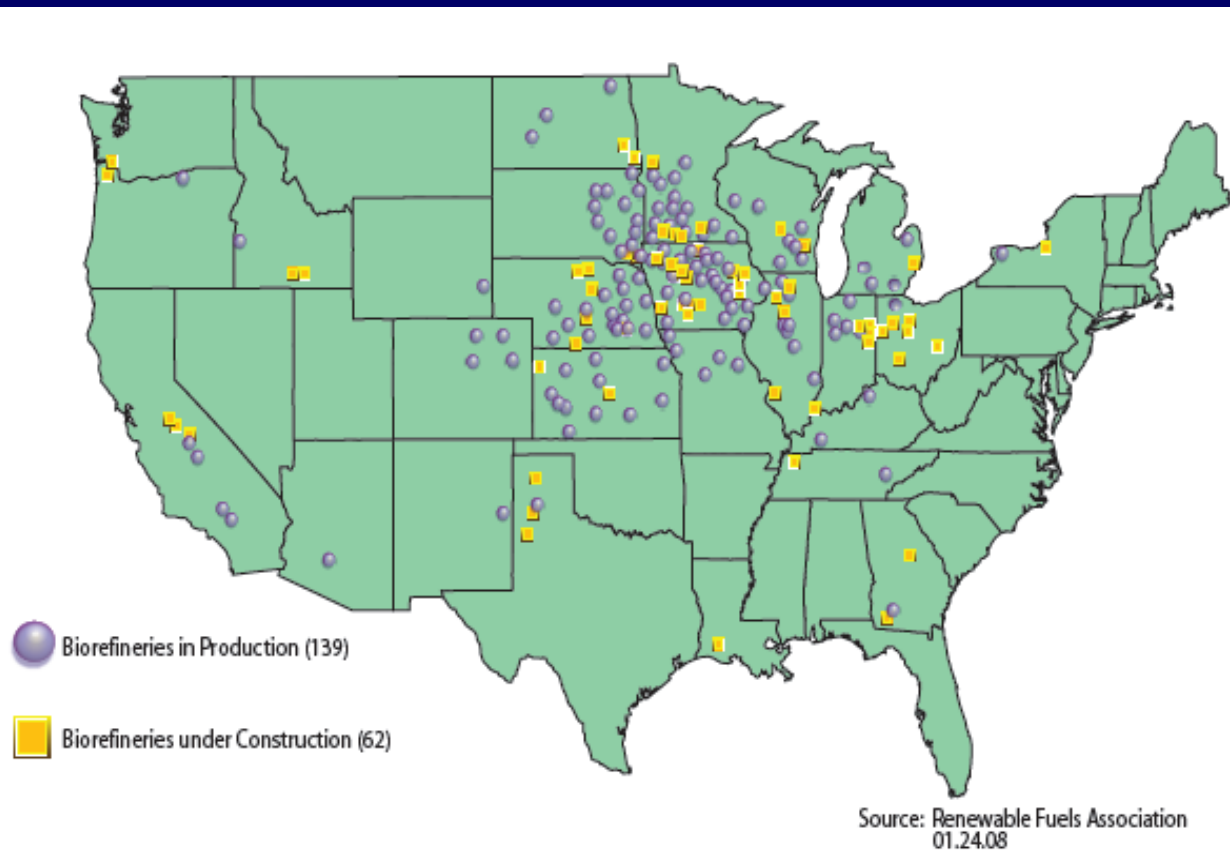 Biorefineries in Production (139)
Biorefineries under Construction (62)
Source: Renewable Fuels Association
01.24.08